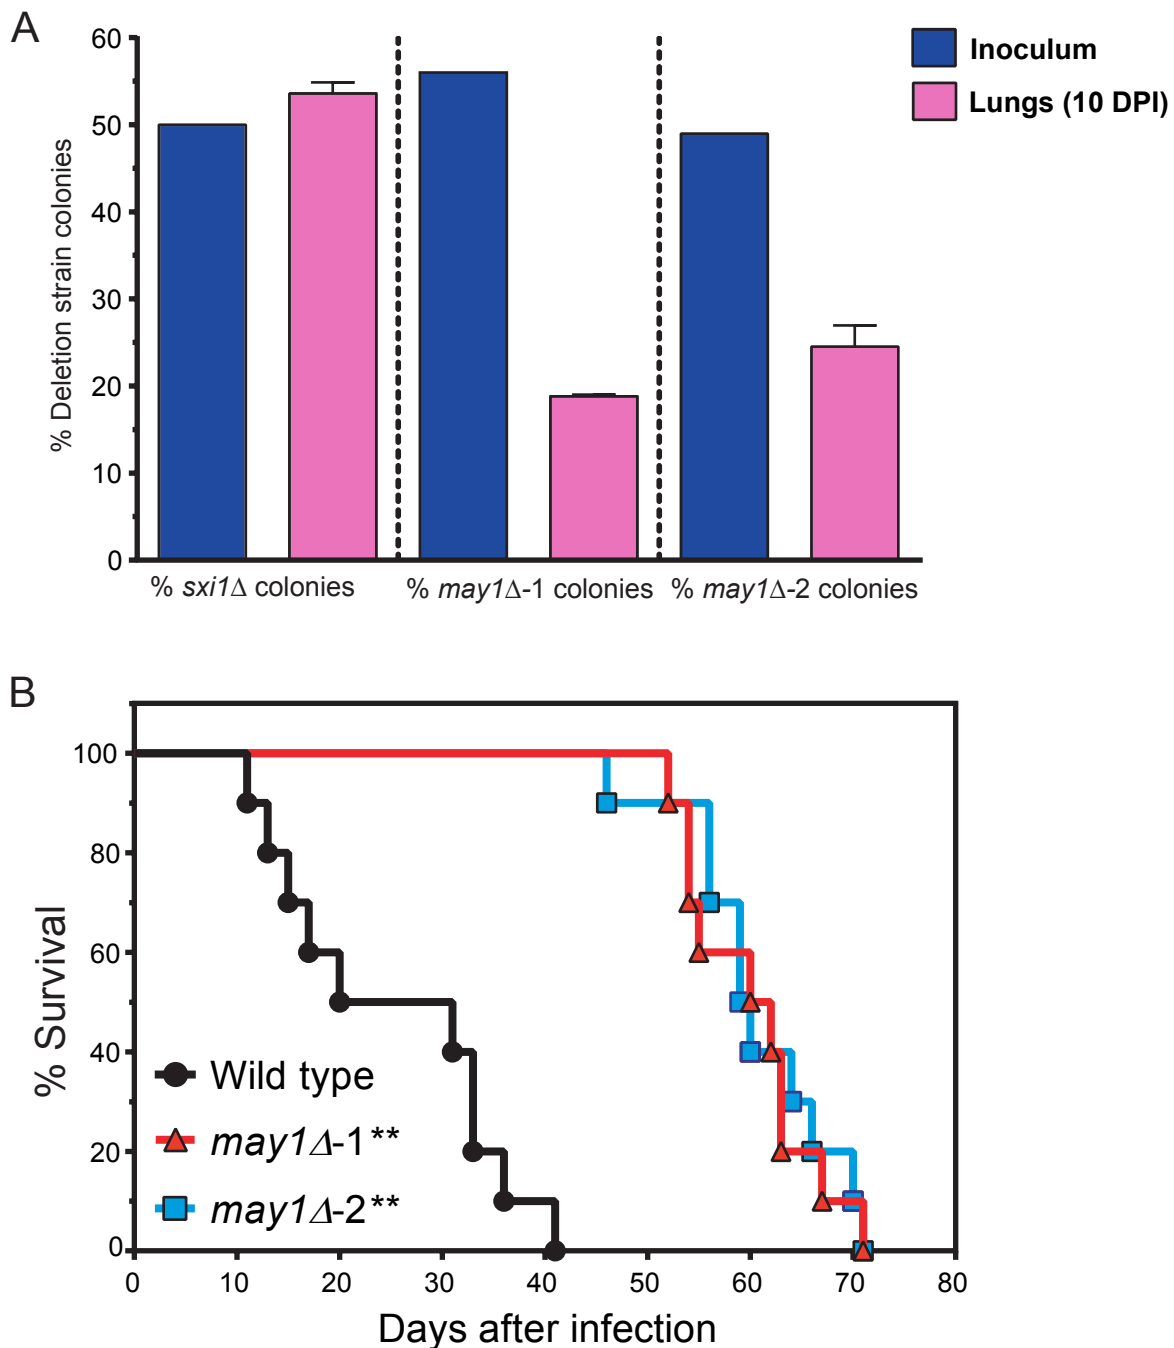 A
60
50
40
30
20
10
0
% Deletion strain colonies
Inoculum
Lungs (10 DPI)
% sxi1Δ colonies
% may1Δ-1 colonies
% may1Δ-2 colonies
B
100
80
60
40
20
0
% Survival
Wild type
may1Δ-1**
may1Δ-2**
0 10 20 30 40 50 60 70 80
Days after infection